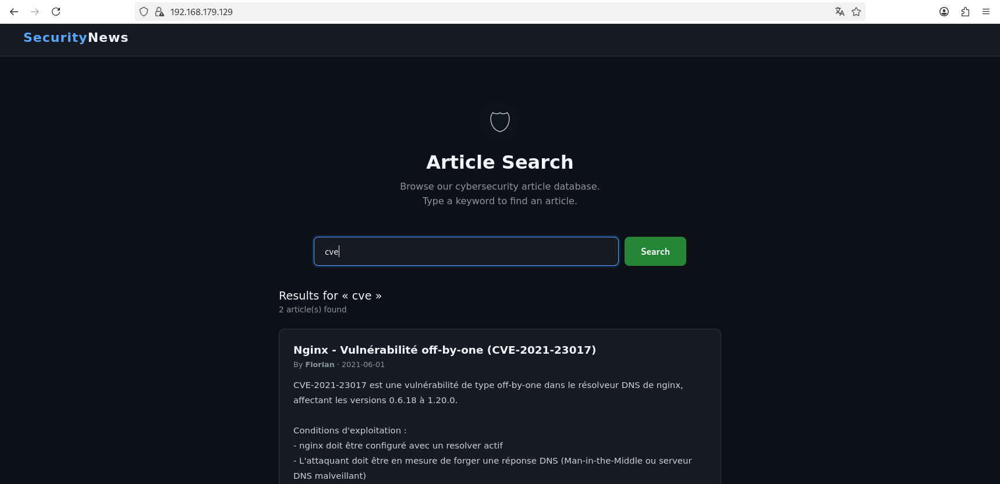 192.168.179.129
SecurityNews
Article Search
Browse our cybersecurity article database.
Type a keyword to find an article.
cve
Search
Results for « cve »
2 article(s) found
Nginx - Vulnérabilité off-by-one (CVE-2021-23017)
By Florian · 2021-06-01
CVE-2021-23017 est une vulnérabilité de type off-by-one dans le résolveur DNS de nginx,
affectant les versions 0.6.18 à 1.20.0.
Conditions d'exploitation :
- nginx doit être configuré avec un resolver actif
- L'attaquant doit être en mesure de forger une réponse DNS (Man-in-the-Middle ou serveur
DNS malveillant)